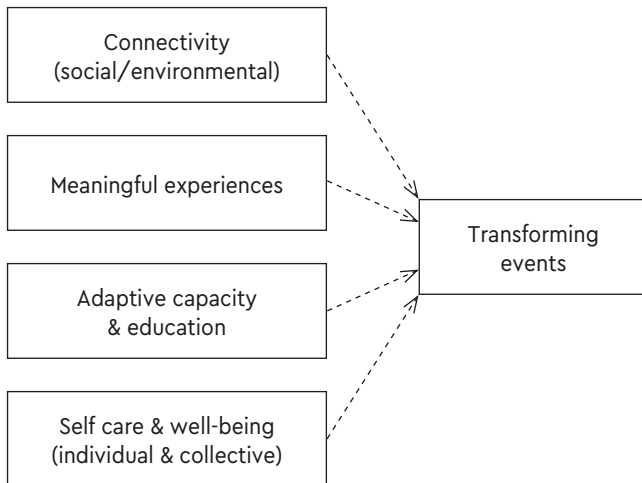 Connectivity
(social/environmental)
Meaningful experiences
Adaptive capacity
& education
Self care & well-being
(individual & collective)
Transforming
events